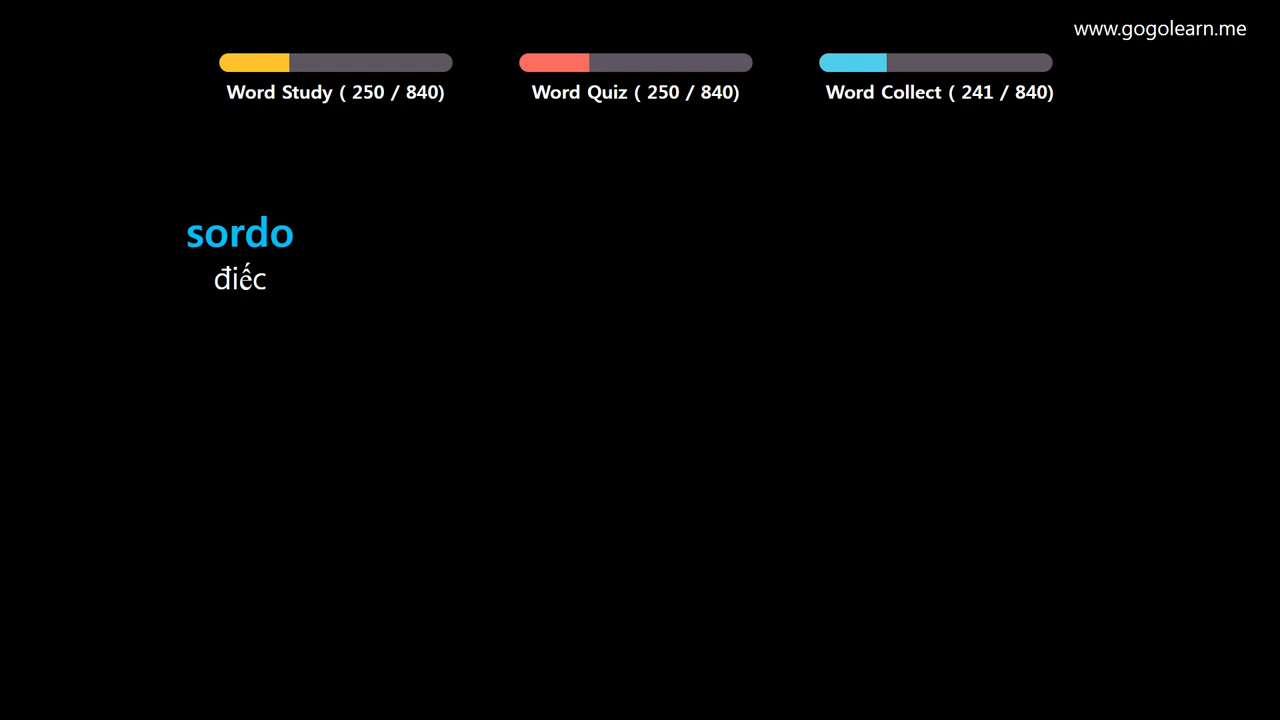 www.gogolearn.me
Word Study ( 250 / 840)
Word Quiz ( 250 / 840)
Word Collect ( 241 / 840)
sordo
điếc